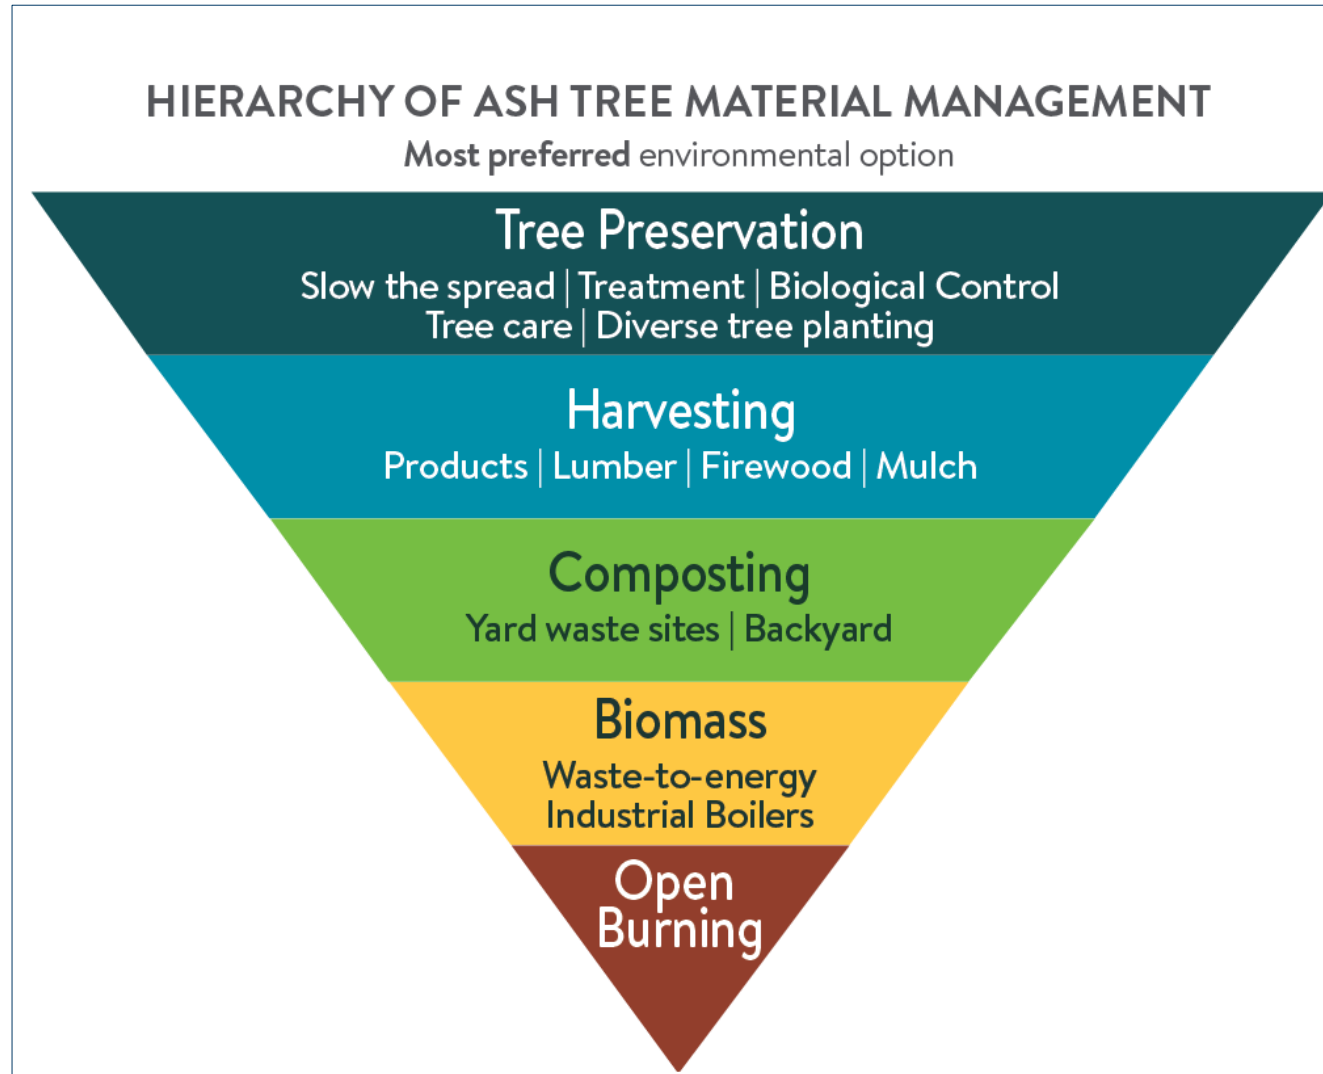 HIERARCHY OF ASH TREE MATERIAL MANAGEMENT
Most preferred environmental option
Tree Preservation
Slow the spread | Treatment | Biological Control
Tree care | Diverse tree planting
Harvesting
Products | Lumber | Firewood | Mulch
Composting
Yard waste sites | Backyard
Biomass
Waste-to-energy
Industrial Boilers
Open
Burning